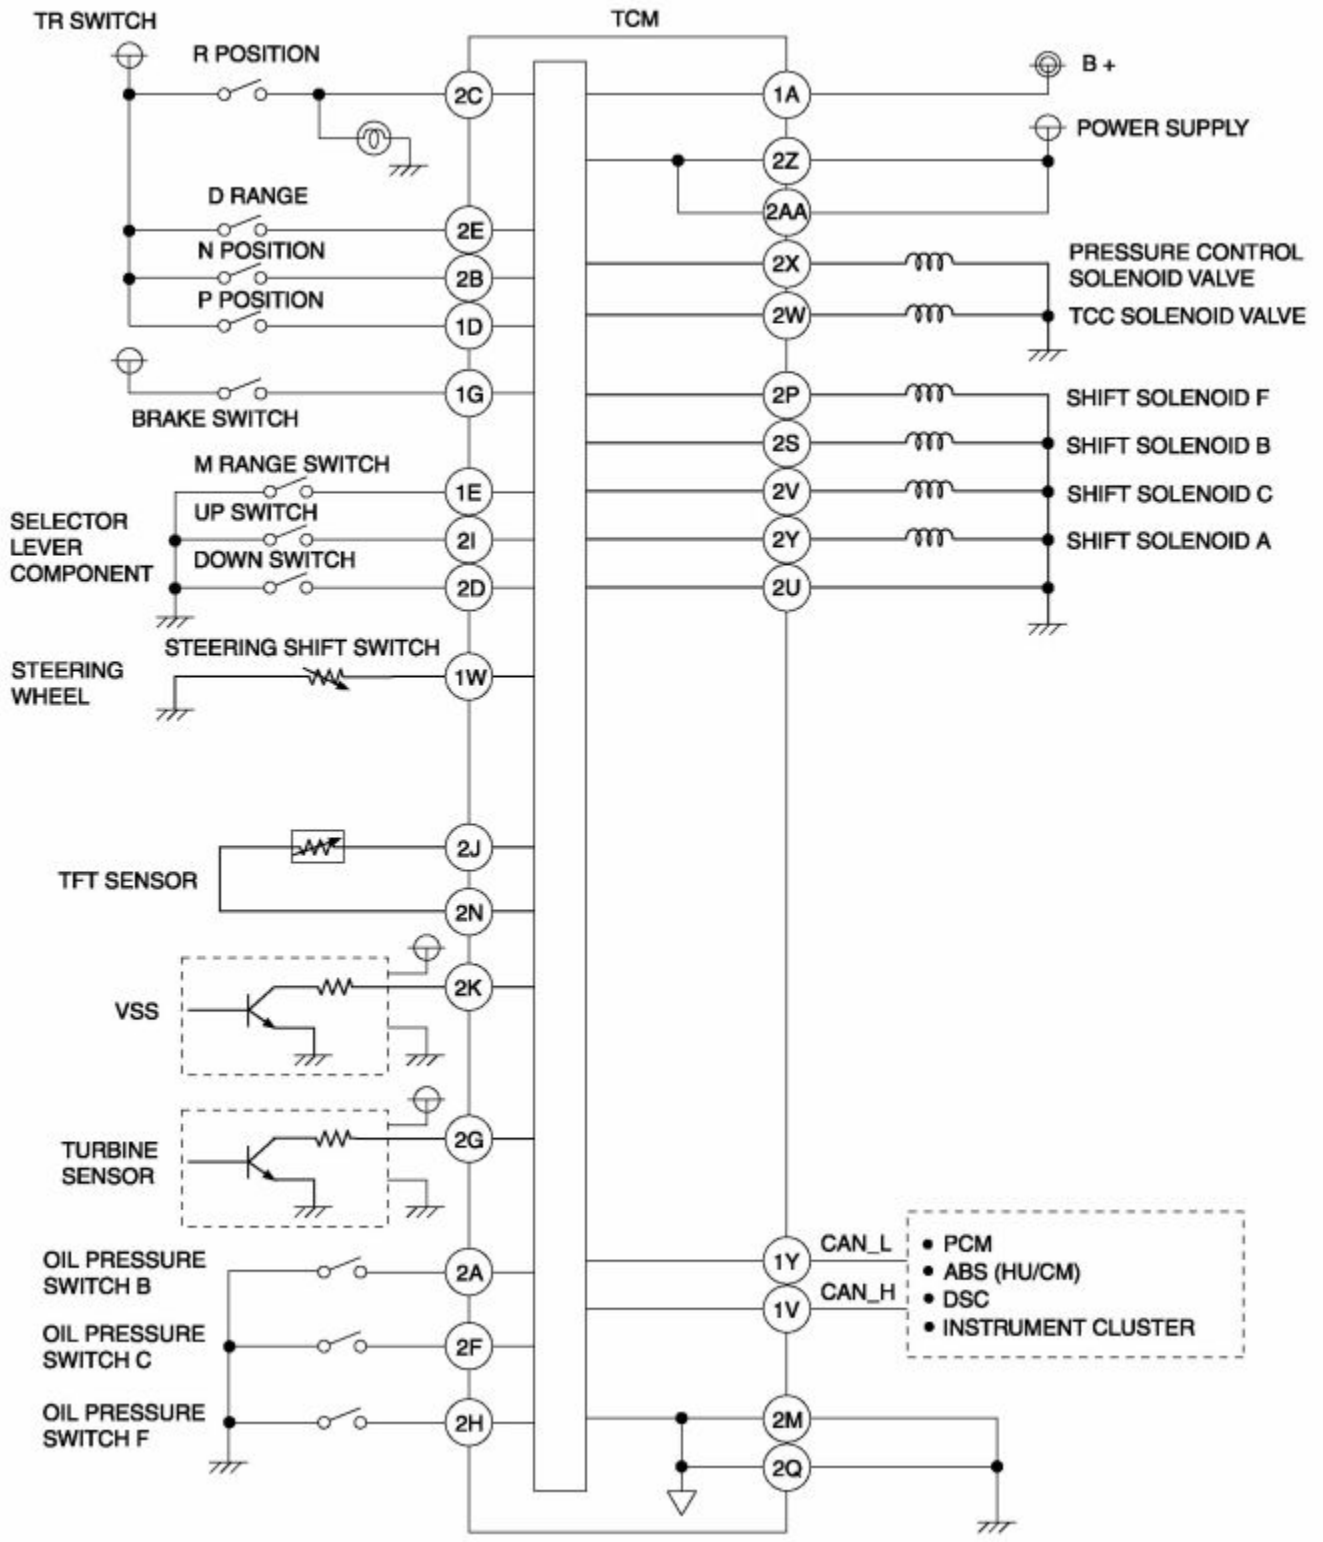 TR SWITCH
TCM
R POSITION
B +
2C
1A
POWER SUPPLY
2Z
D RANGE
2AA
2E
N POSITION
PRESSURE CONTROL
SOLENOID VALVE
2X
2B
P POSITION
2W
TCC SOLENOID VALVE
1D
1G
2P
SHIFT SOLENOID F
BRAKE SWITCH
2S
SHIFT SOLENOID B
M RANGE SWITCH
1E
2V
SHIFT SOLENOID C
UP SWITCH
SELECTOR
LEVER
COMPONENT
2I
2Y
SHIFT SOLENOID A
DOWN SWITCH
2D
2U
STEERING SHIFT SWITCH
STEERING
WHEEL
1W
2J
TFT SENSOR
2N
2K
VSS
2G
TURBINE
SENSOR
OIL PRESSURE
SWITCH B
2A
1Y
CAN_L
1V
CAN_H
• PCM
• ABS (HU/CM)
• DSC
• INSTRUMENT CLUSTER
OIL PRESSURE
SWITCH C
2F
OIL PRESSURE
SWITCH F
2H
2M
2Q